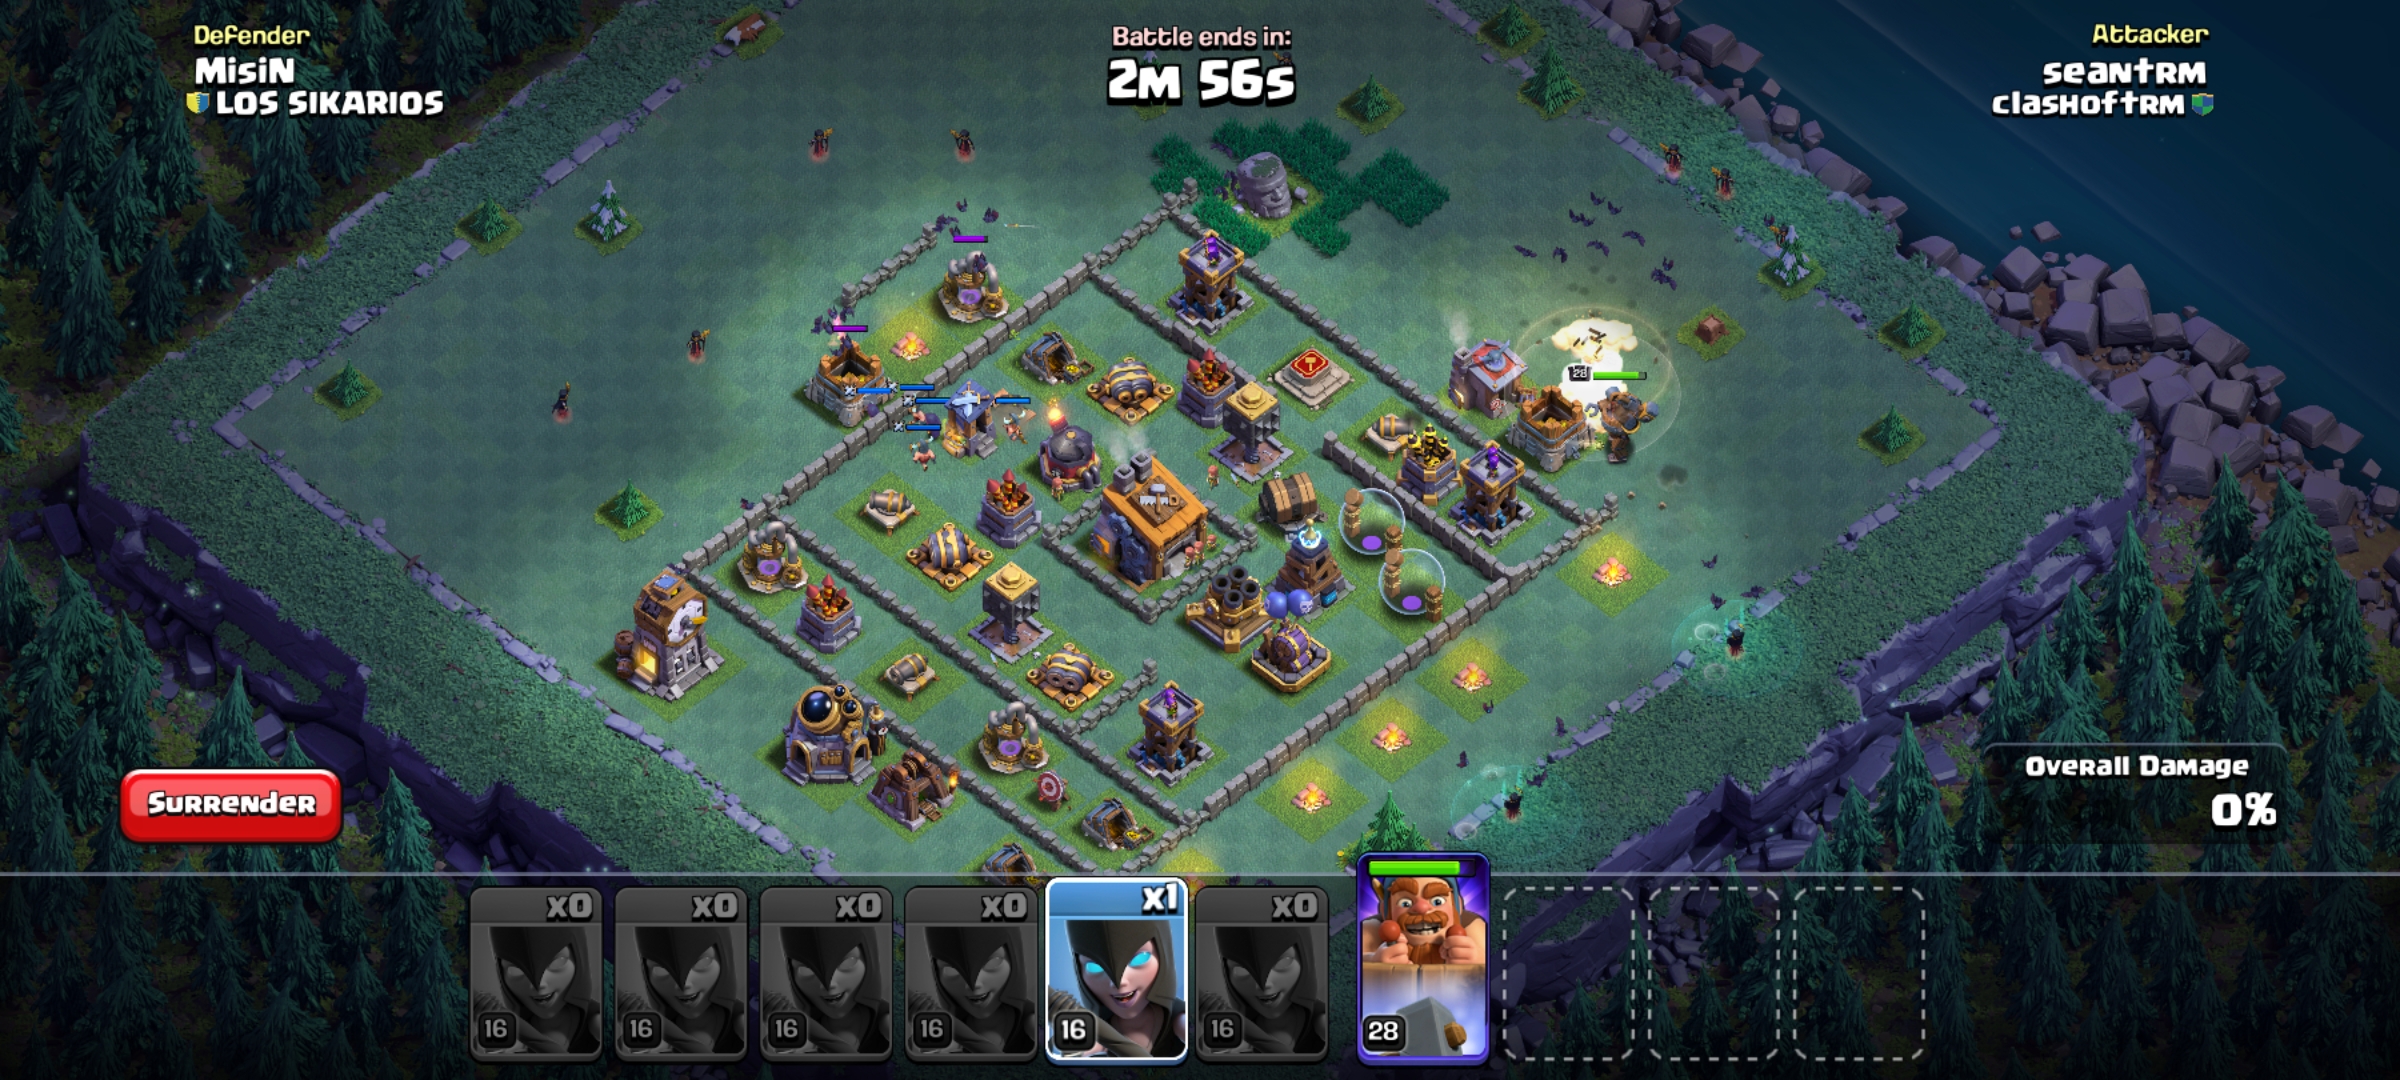 Defender
MisiN
LOS SIKARIOS
Battle ends in:
2M 56s
Attacker
seantRM
clashoftRM
28
Surrender
Overall Damage
0%
x0
x0
x0
x0
x1
x0
16
16
16
16
16
16
28